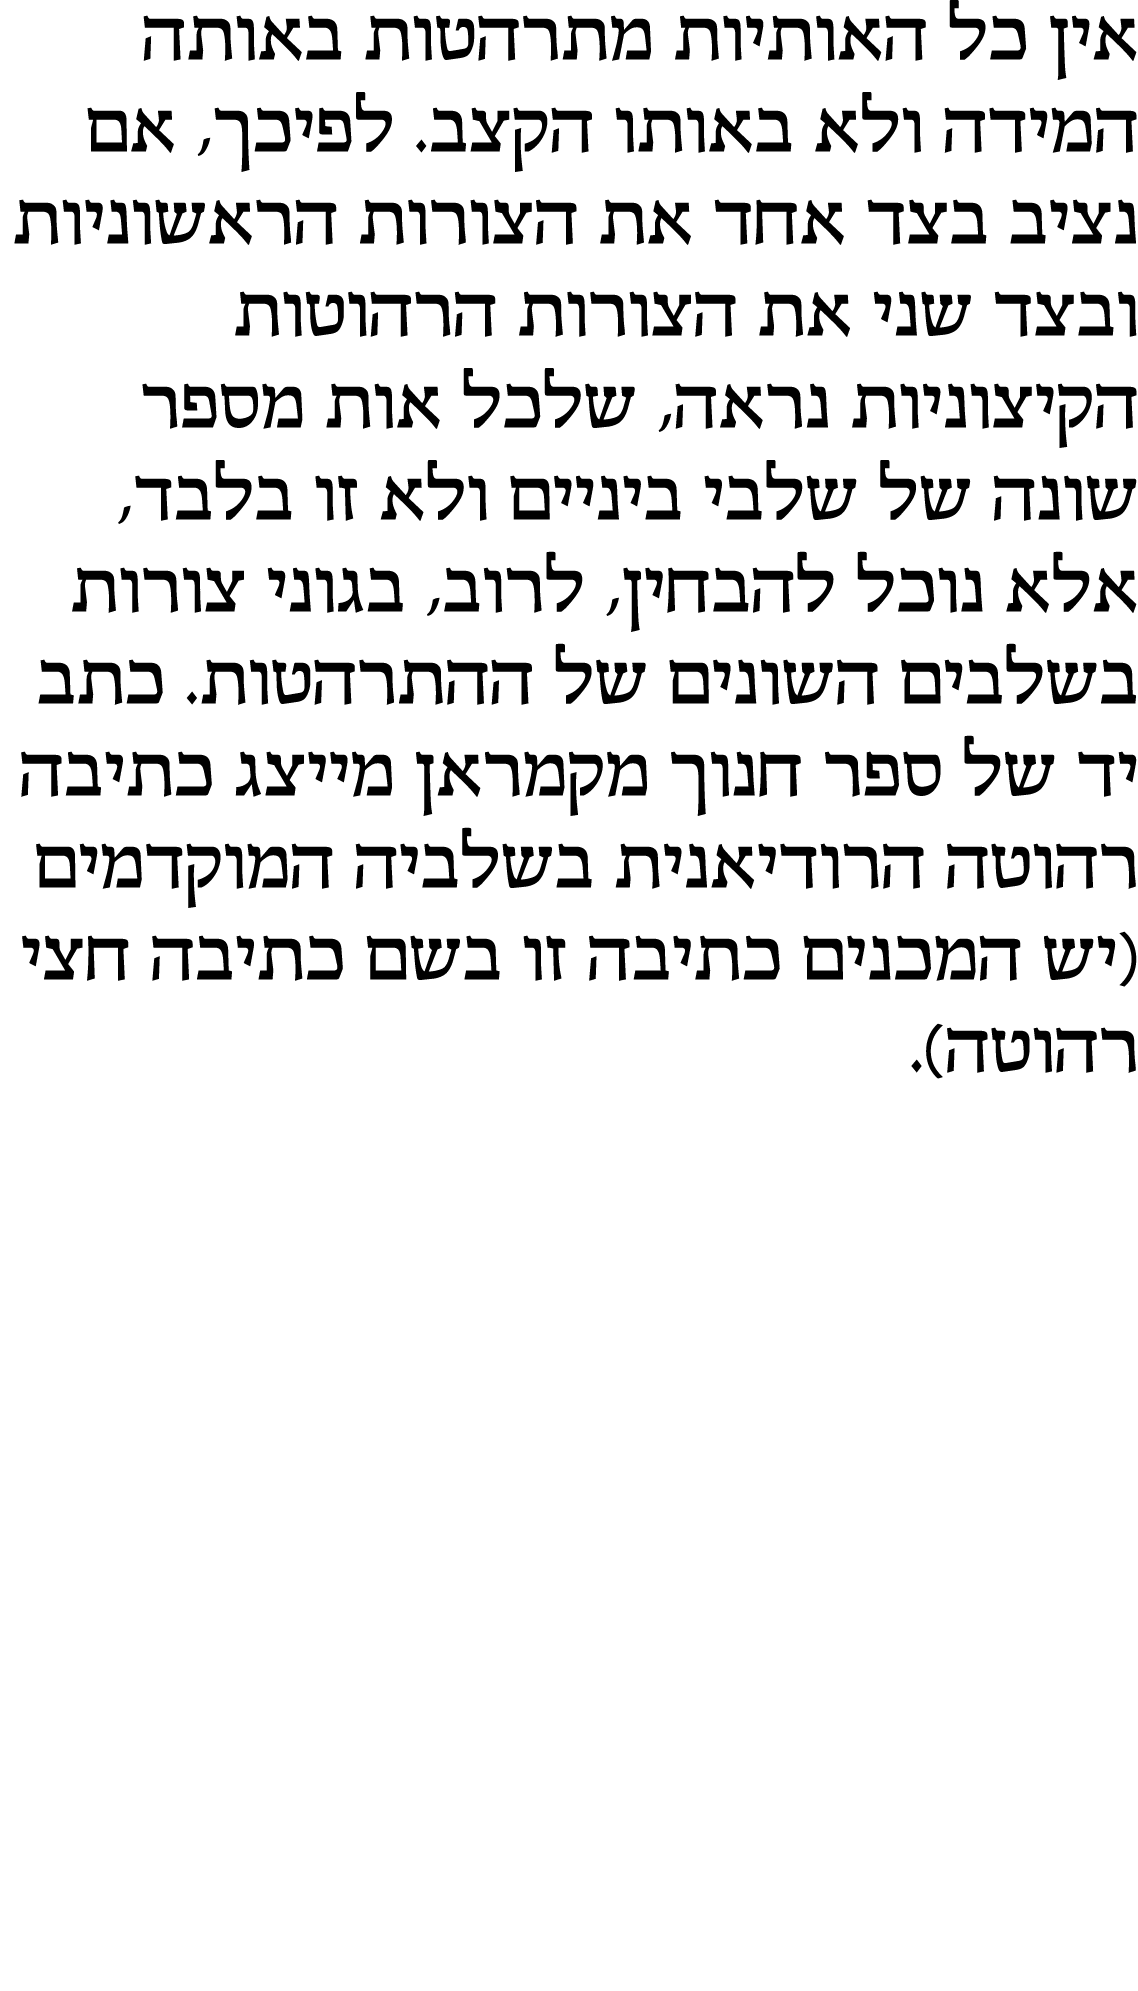 אין כל האותיות מתרהטות באותה
המידה ולא באותו הקצב. לפיכך, אם
נציב בצד אחד את הצורות הראשוניות
ובצד שני את הצורות הרהוטות
הקיצוניות נראה, שלכל אות מספר
שונה של שלבי ביניים ולא זו בלבד,
אלא נוכל להבחין, לרוב, בגוני צורות
בשלבים השונים של ההתרהטות. כתב
יד של ספר חנוך מקמראן מייצג כתיבה
רהוטה הרודיאנית בשלביה המוקדמים
(יש המכנים כתיבה זו בשם כתיבה חצי
רהוטה).